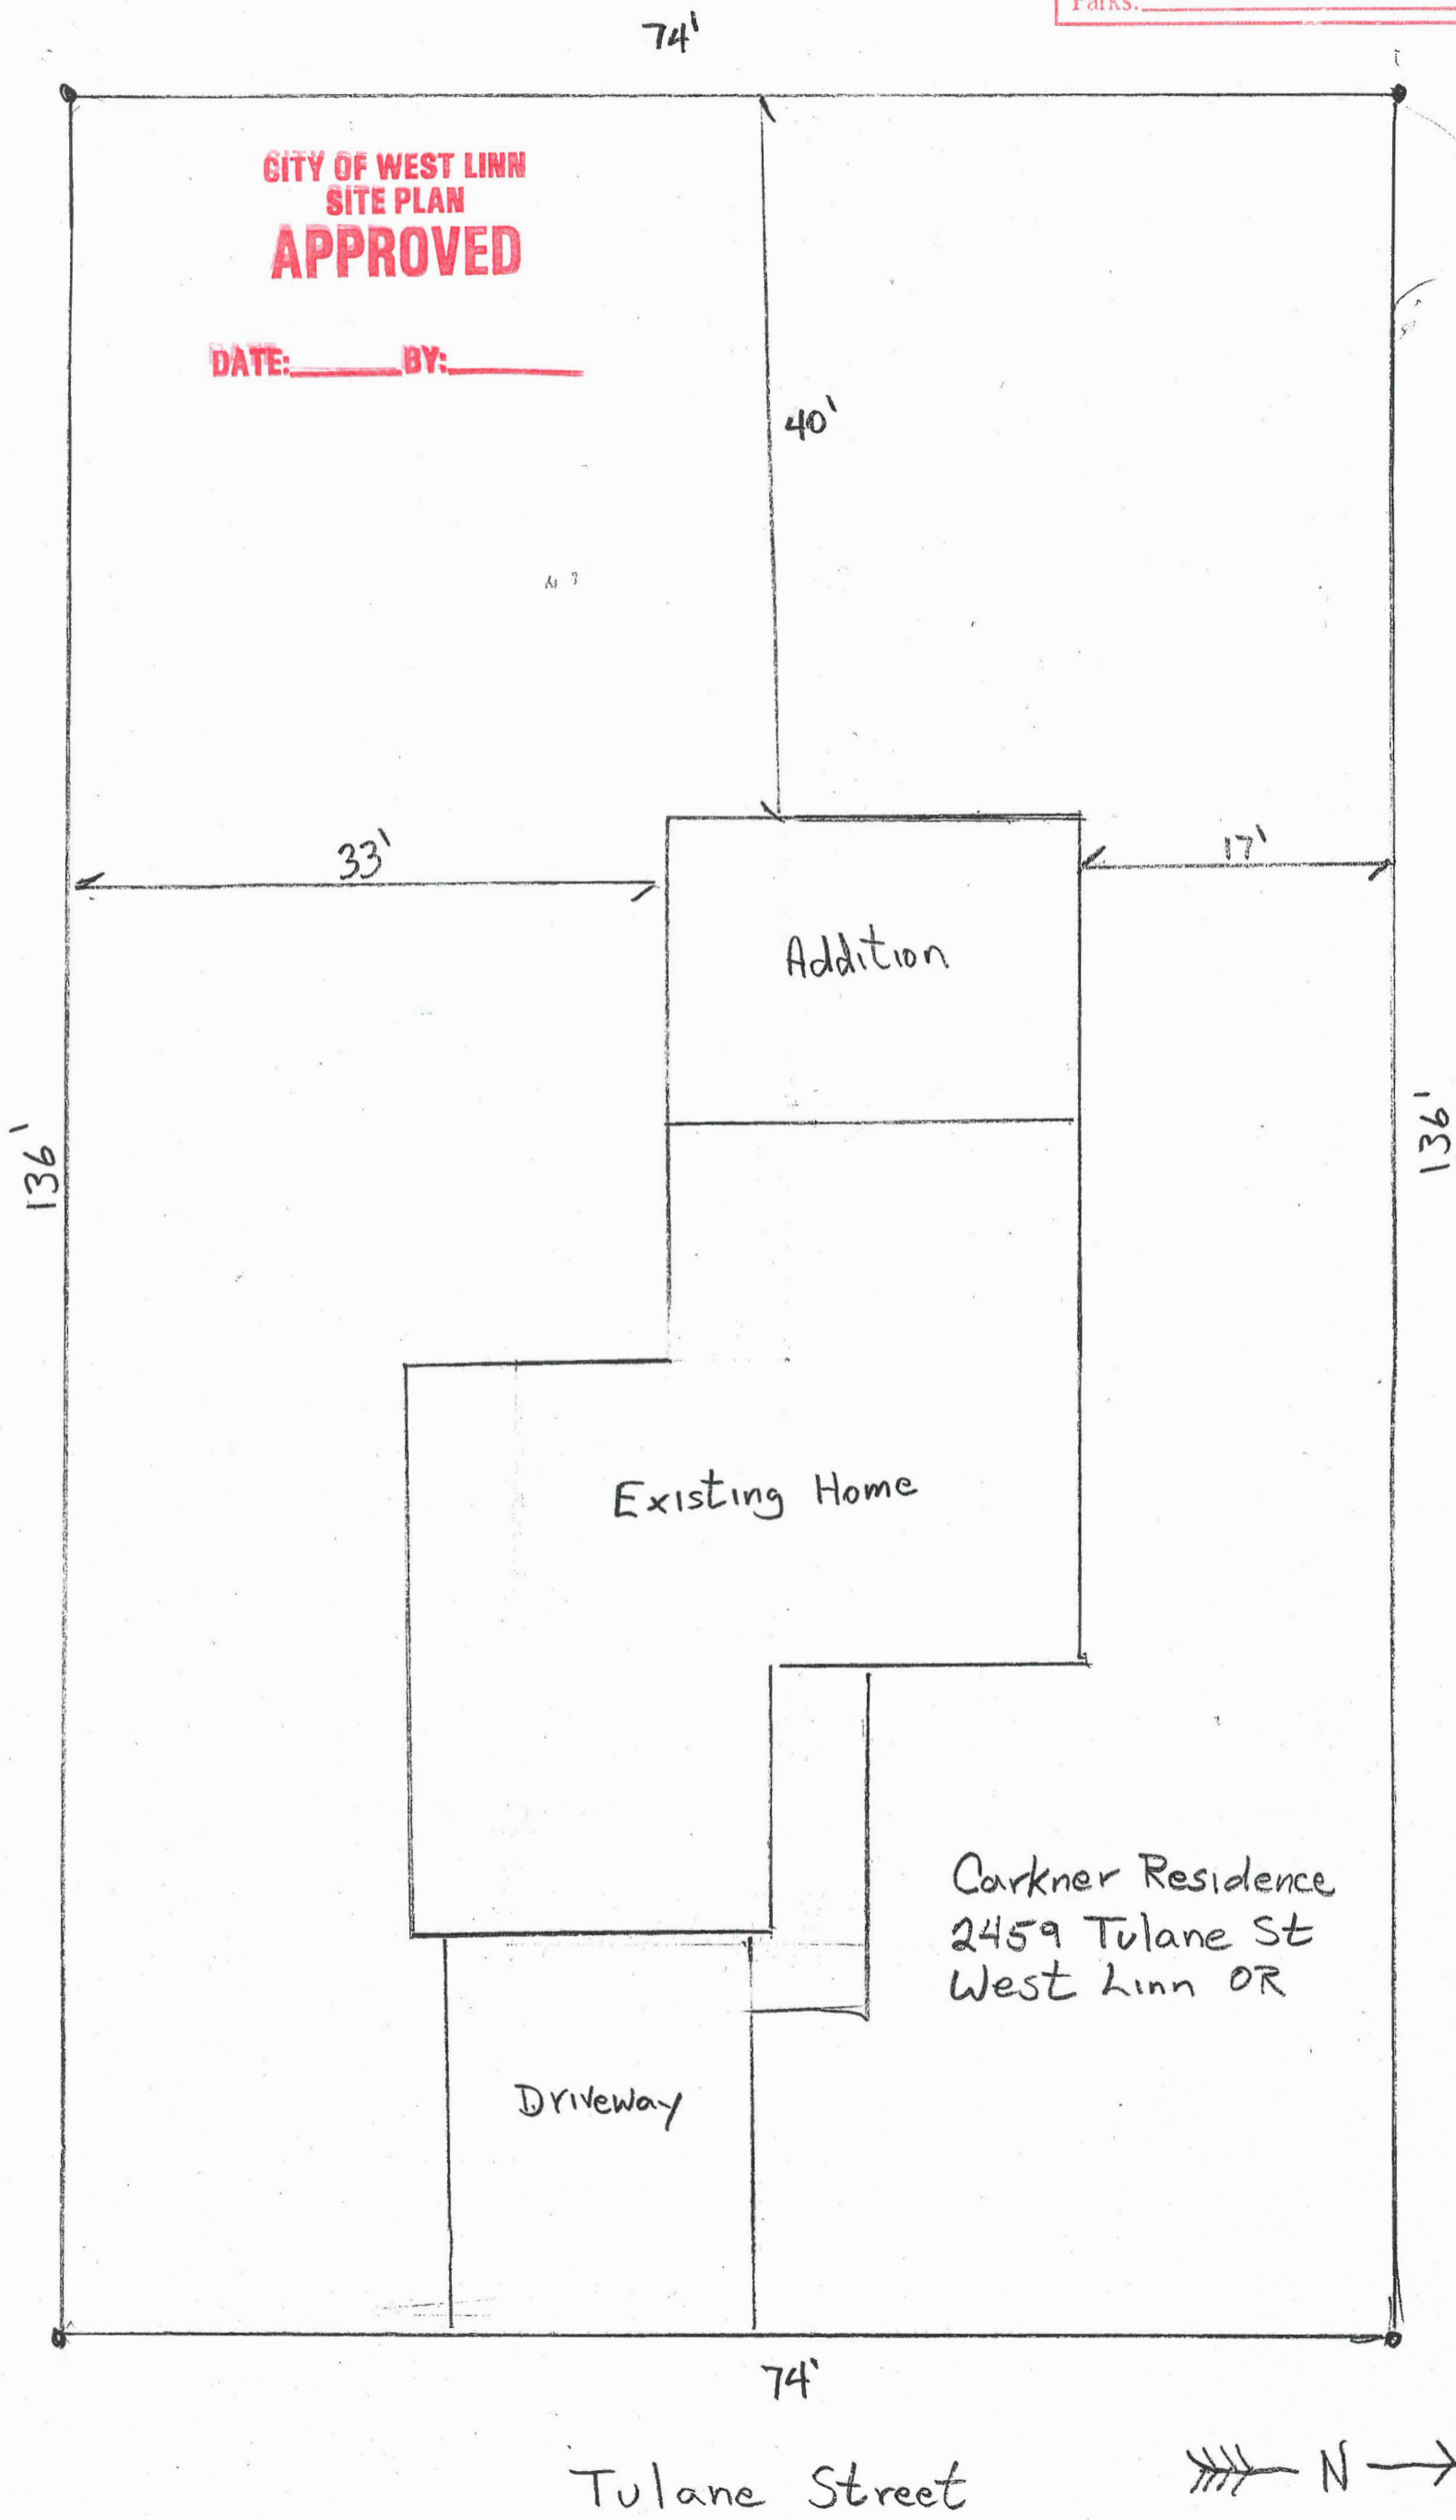 Parks:
74'
CITY OF WEST LINN
SITE PLAN
APPROVED
DATE: BY:
40'
33'
17'
Addition
136'
136'
Existing Home
Carkner Residence
2459 Tulane St
West Linn OR
Driveway
74'
Tulane Street
N